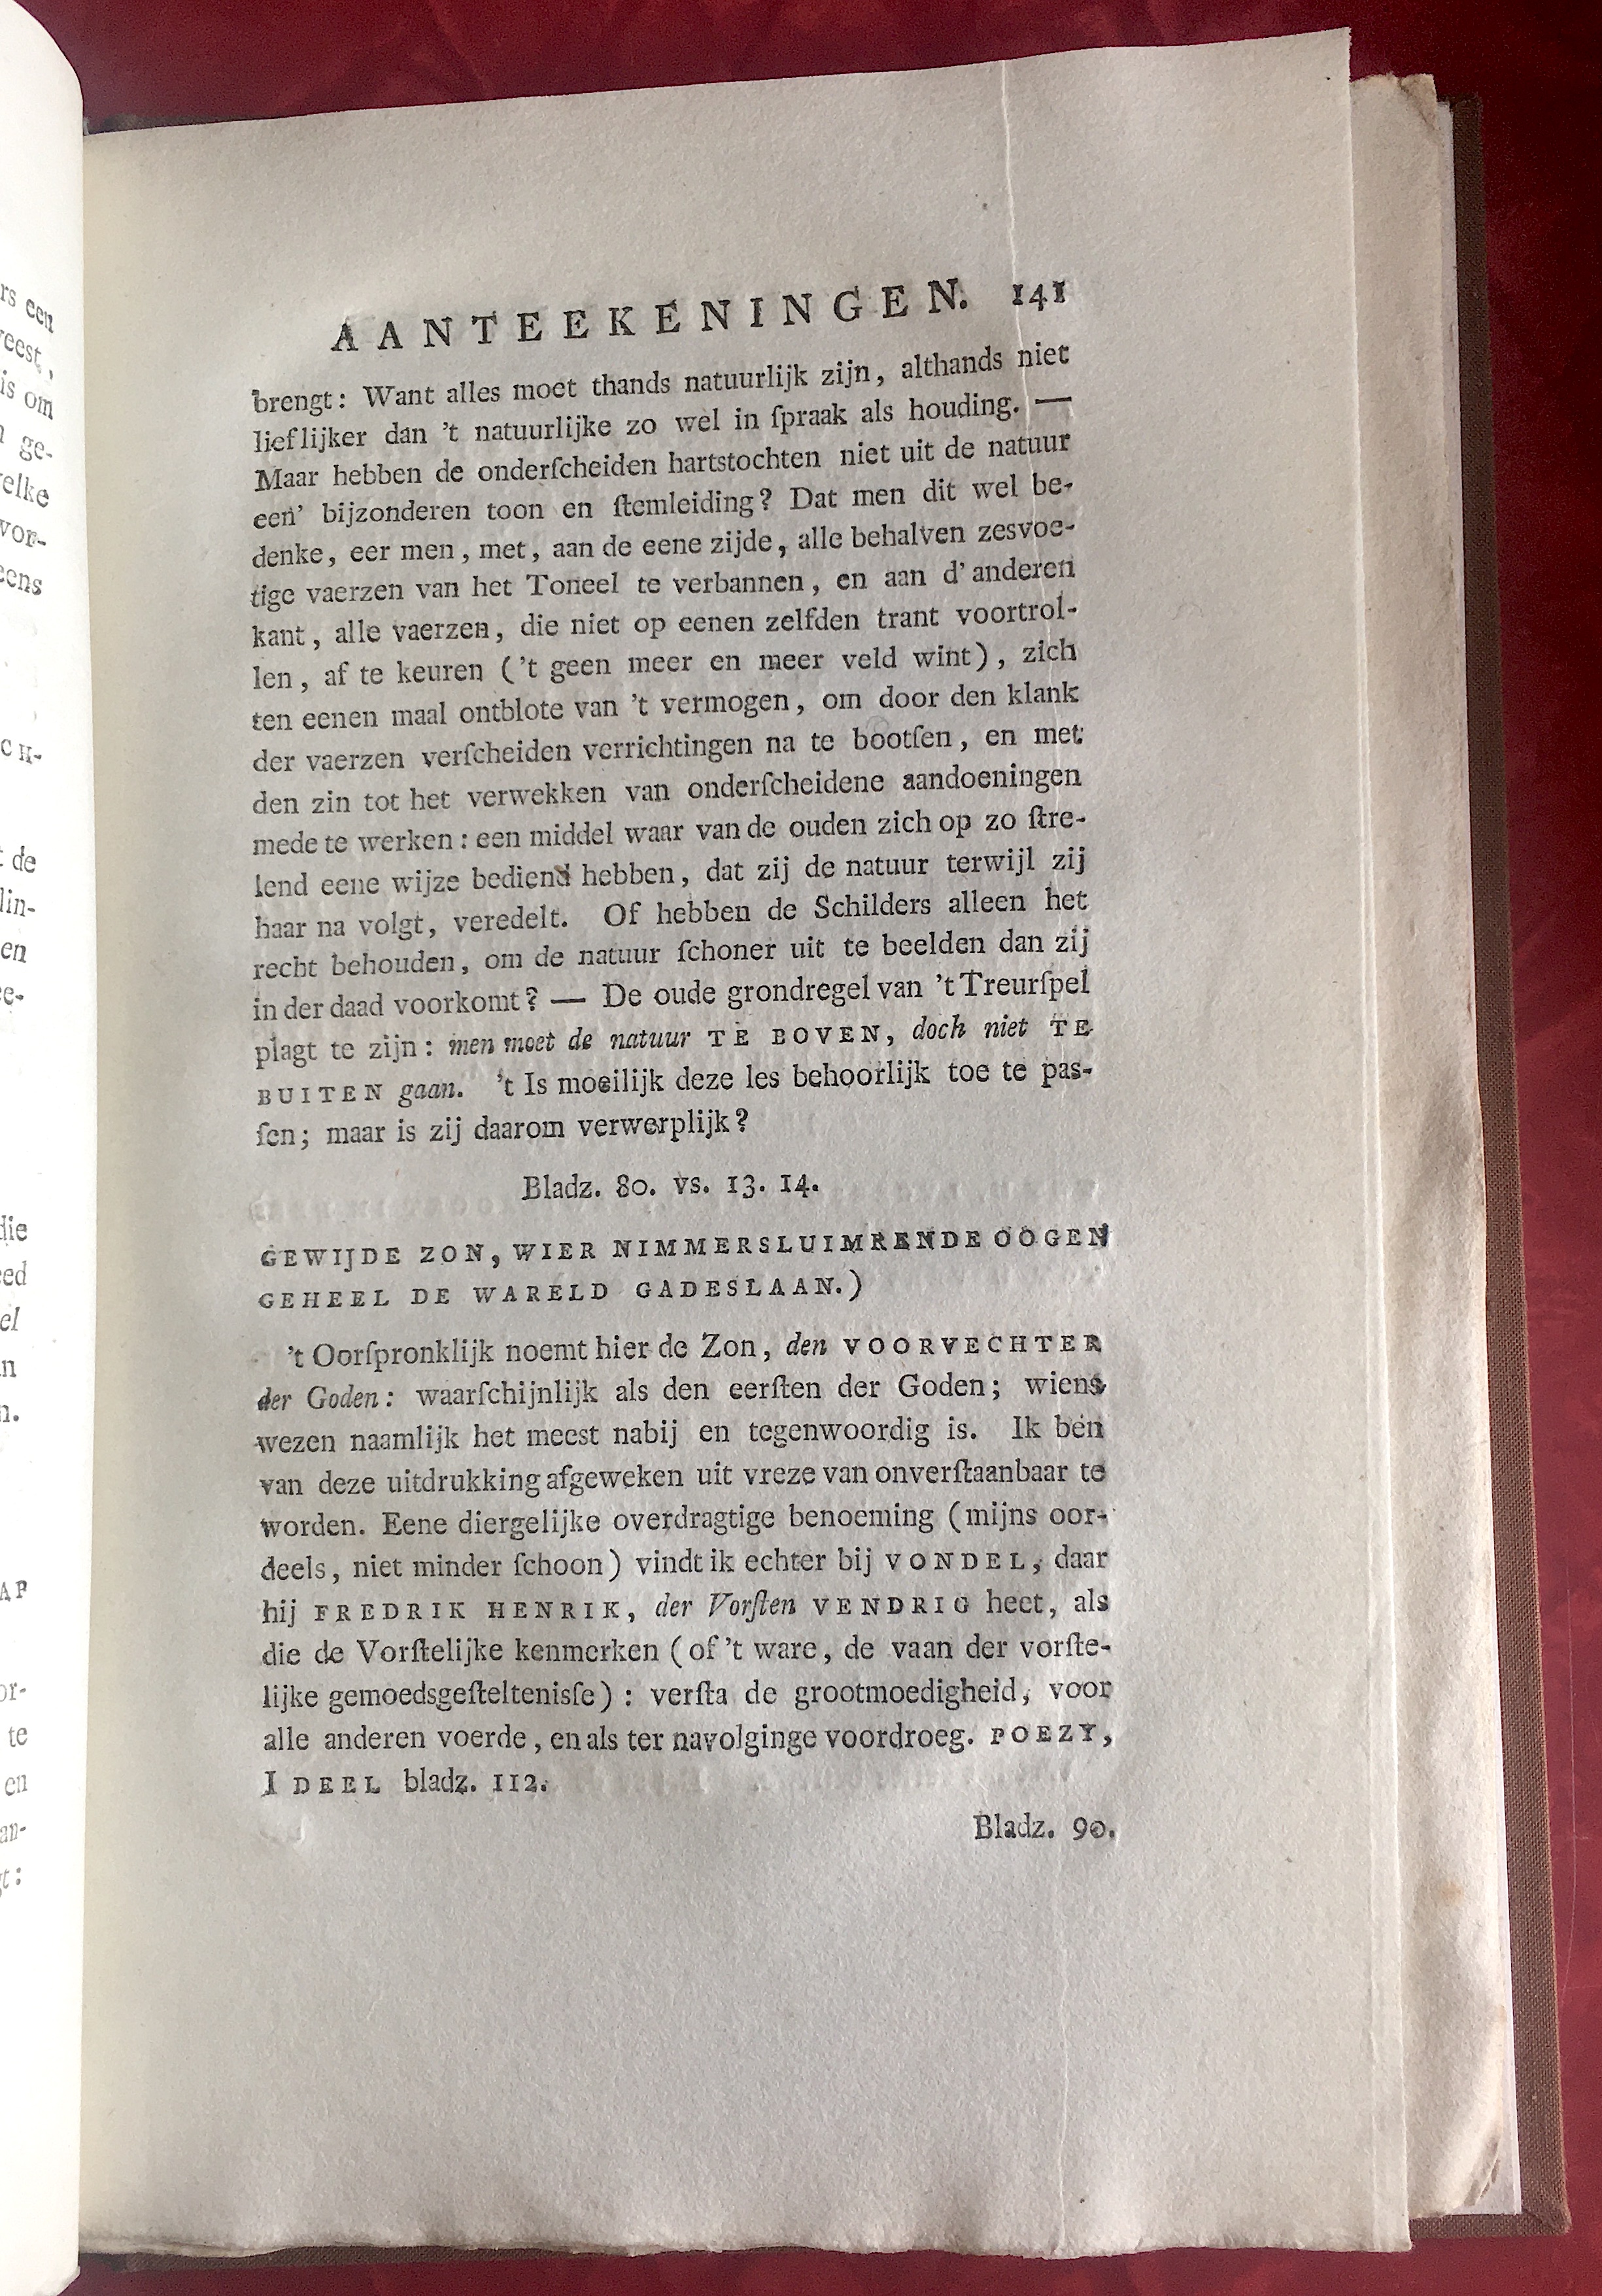 AANTEEKENINGEN. 141
brengt: Want alles moet thands natuurlijk zijn, althands niet
lieflijker dan 't natuurlijke zo wel in ſpraak als houding. —
Maar hebben de onderſcheiden hartstochten niet uit de natuur
een' bijzonderen toon en ſtemleiding? Dat men dit wel be-
denke, eer men, met, aan de eene zijde, alle behalven zesvoe-
tige vaerzen van het Toneel te verbannen, en aan d'anderen
kant, alle vaerzen, die niet op eenen zelfden trant voortrol-
len, af te keuren ('t geen meer en meer veld wint), zich
ten eenen maal ontblote van 't vermogen, om door den klank
der vaerzen verſcheiden verrichtingen na te bootſen, en met
den zin tot het verwekken van onderſcheidene aandoeningen
mede te werken: een middel waar van de ouden zich op zo ſtre-
lend eene wijze bediend hebben, dat zij de natuur terwijl zij
haar na volgt, veredelt. Of hebben de Schilders alleen het
recht behouden, om de natuur ſchoner uit te beelden dan zij
in der daad voorkomt? — De oude grondregel van 't Treurſpel
plagt te zijn: men moet de natuur TE BOVEN, doch niet TE
BUITEN gaan. 't Is moeilijk deze les behoorlijk toe te pas-
ſen; maar is zij daarom verwerplijk?
Bladz. 80. vs. 13. 14.
GEWIJDE ZON, WIER NIMMERSLUIMRENDE OOGEN
GEHEEL DE WARELD GADESLAAN.)
't Oorſpronklijk noemt hier de Zon, den VOORVECHTER
der Goden: waarſchijnlijk als den eerſten der Goden; wiens
wezen naamlijk het meest nabij en tegenwoordig is. Ik ben
van deze uitdrukking afgeweken uit vreze van onverſtaanbaar te
worden. Eene diergelijke overdragtige benoeming (mijns oor-
deels, niet minder ſchoon) vindt ik echter bij VONDEL, daar
hij FREDRIK HENRIK, der Vorſten VENDRIG heet, als
die de Vorſtelijke kenmerken (of 't ware, de vaan der vorſte-
lijke gemoedsgeſteltenisſe): verſta de grootmoedigheid, voor
alle anderen voerde, en als ter navolginge voordroeg. POEZY,
I DEEL bladz. 112.
Bladz. 90.